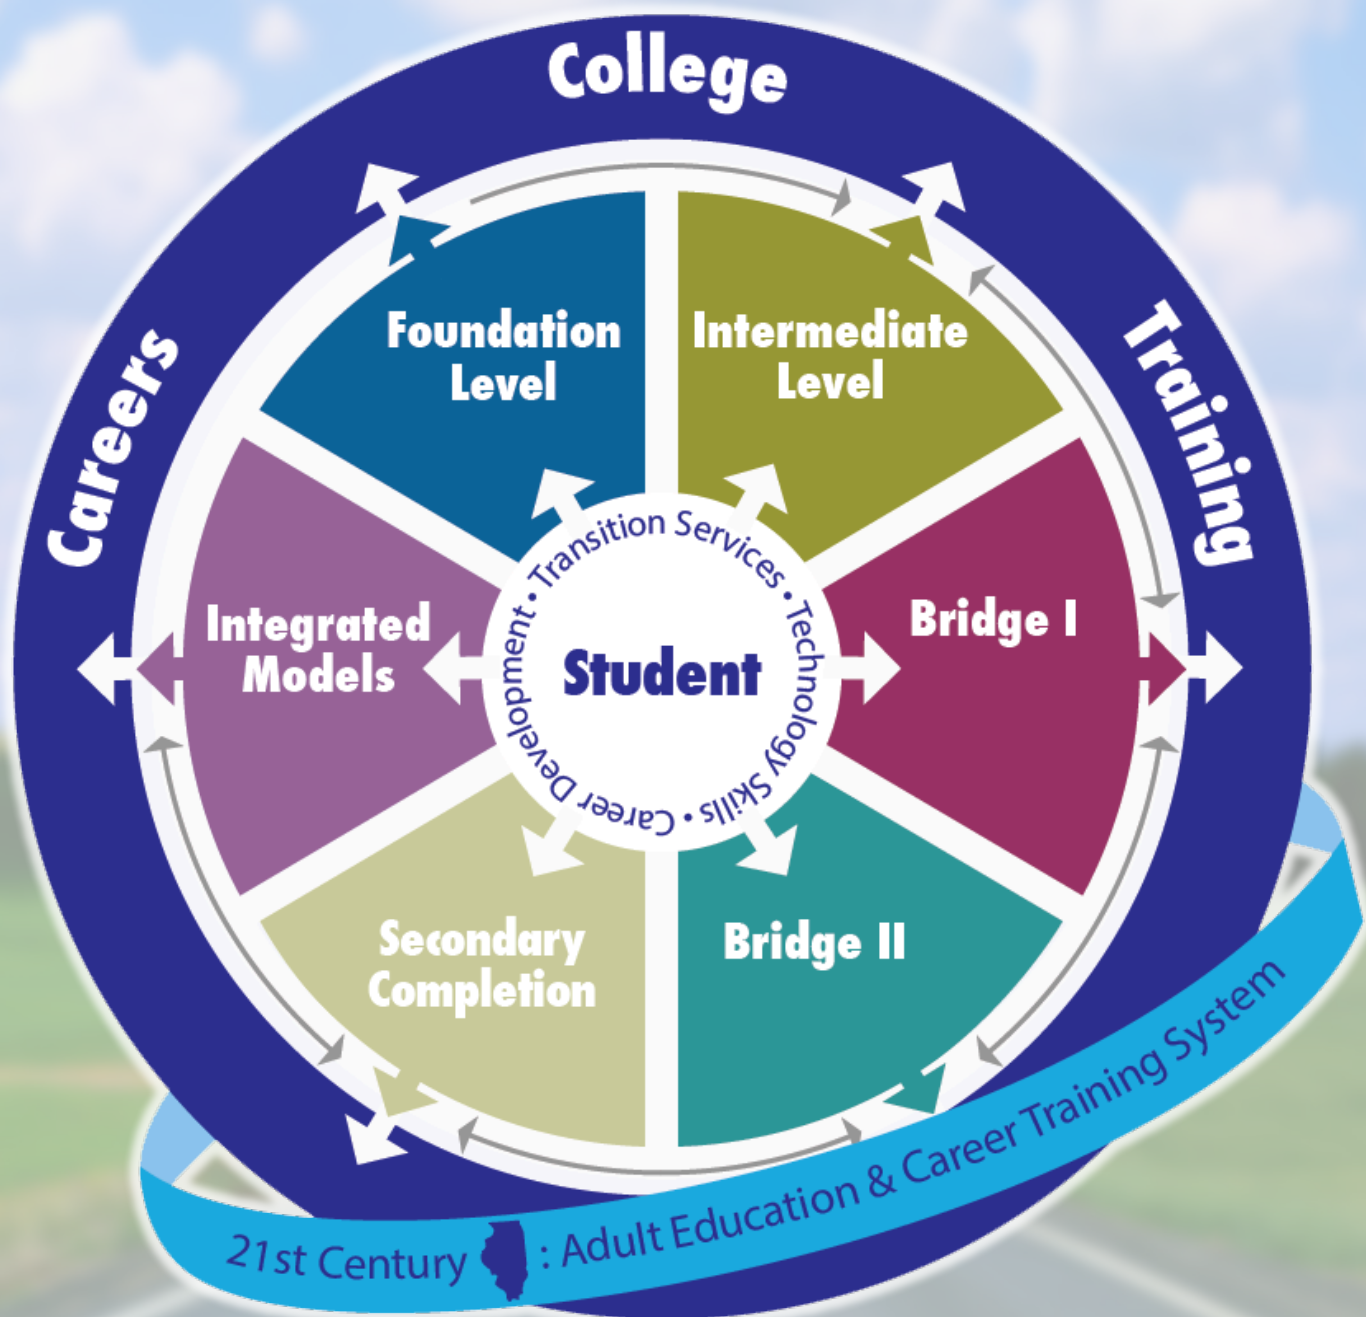 College
Careers
Training
Foundation
Level
Intermediate
Level
Integrated
Models
Bridge I
Transition Services • Technology Skills • Career Development •
Student
Secondary
Completion
Bridge II
21st Century : Adult Education & Career Training System